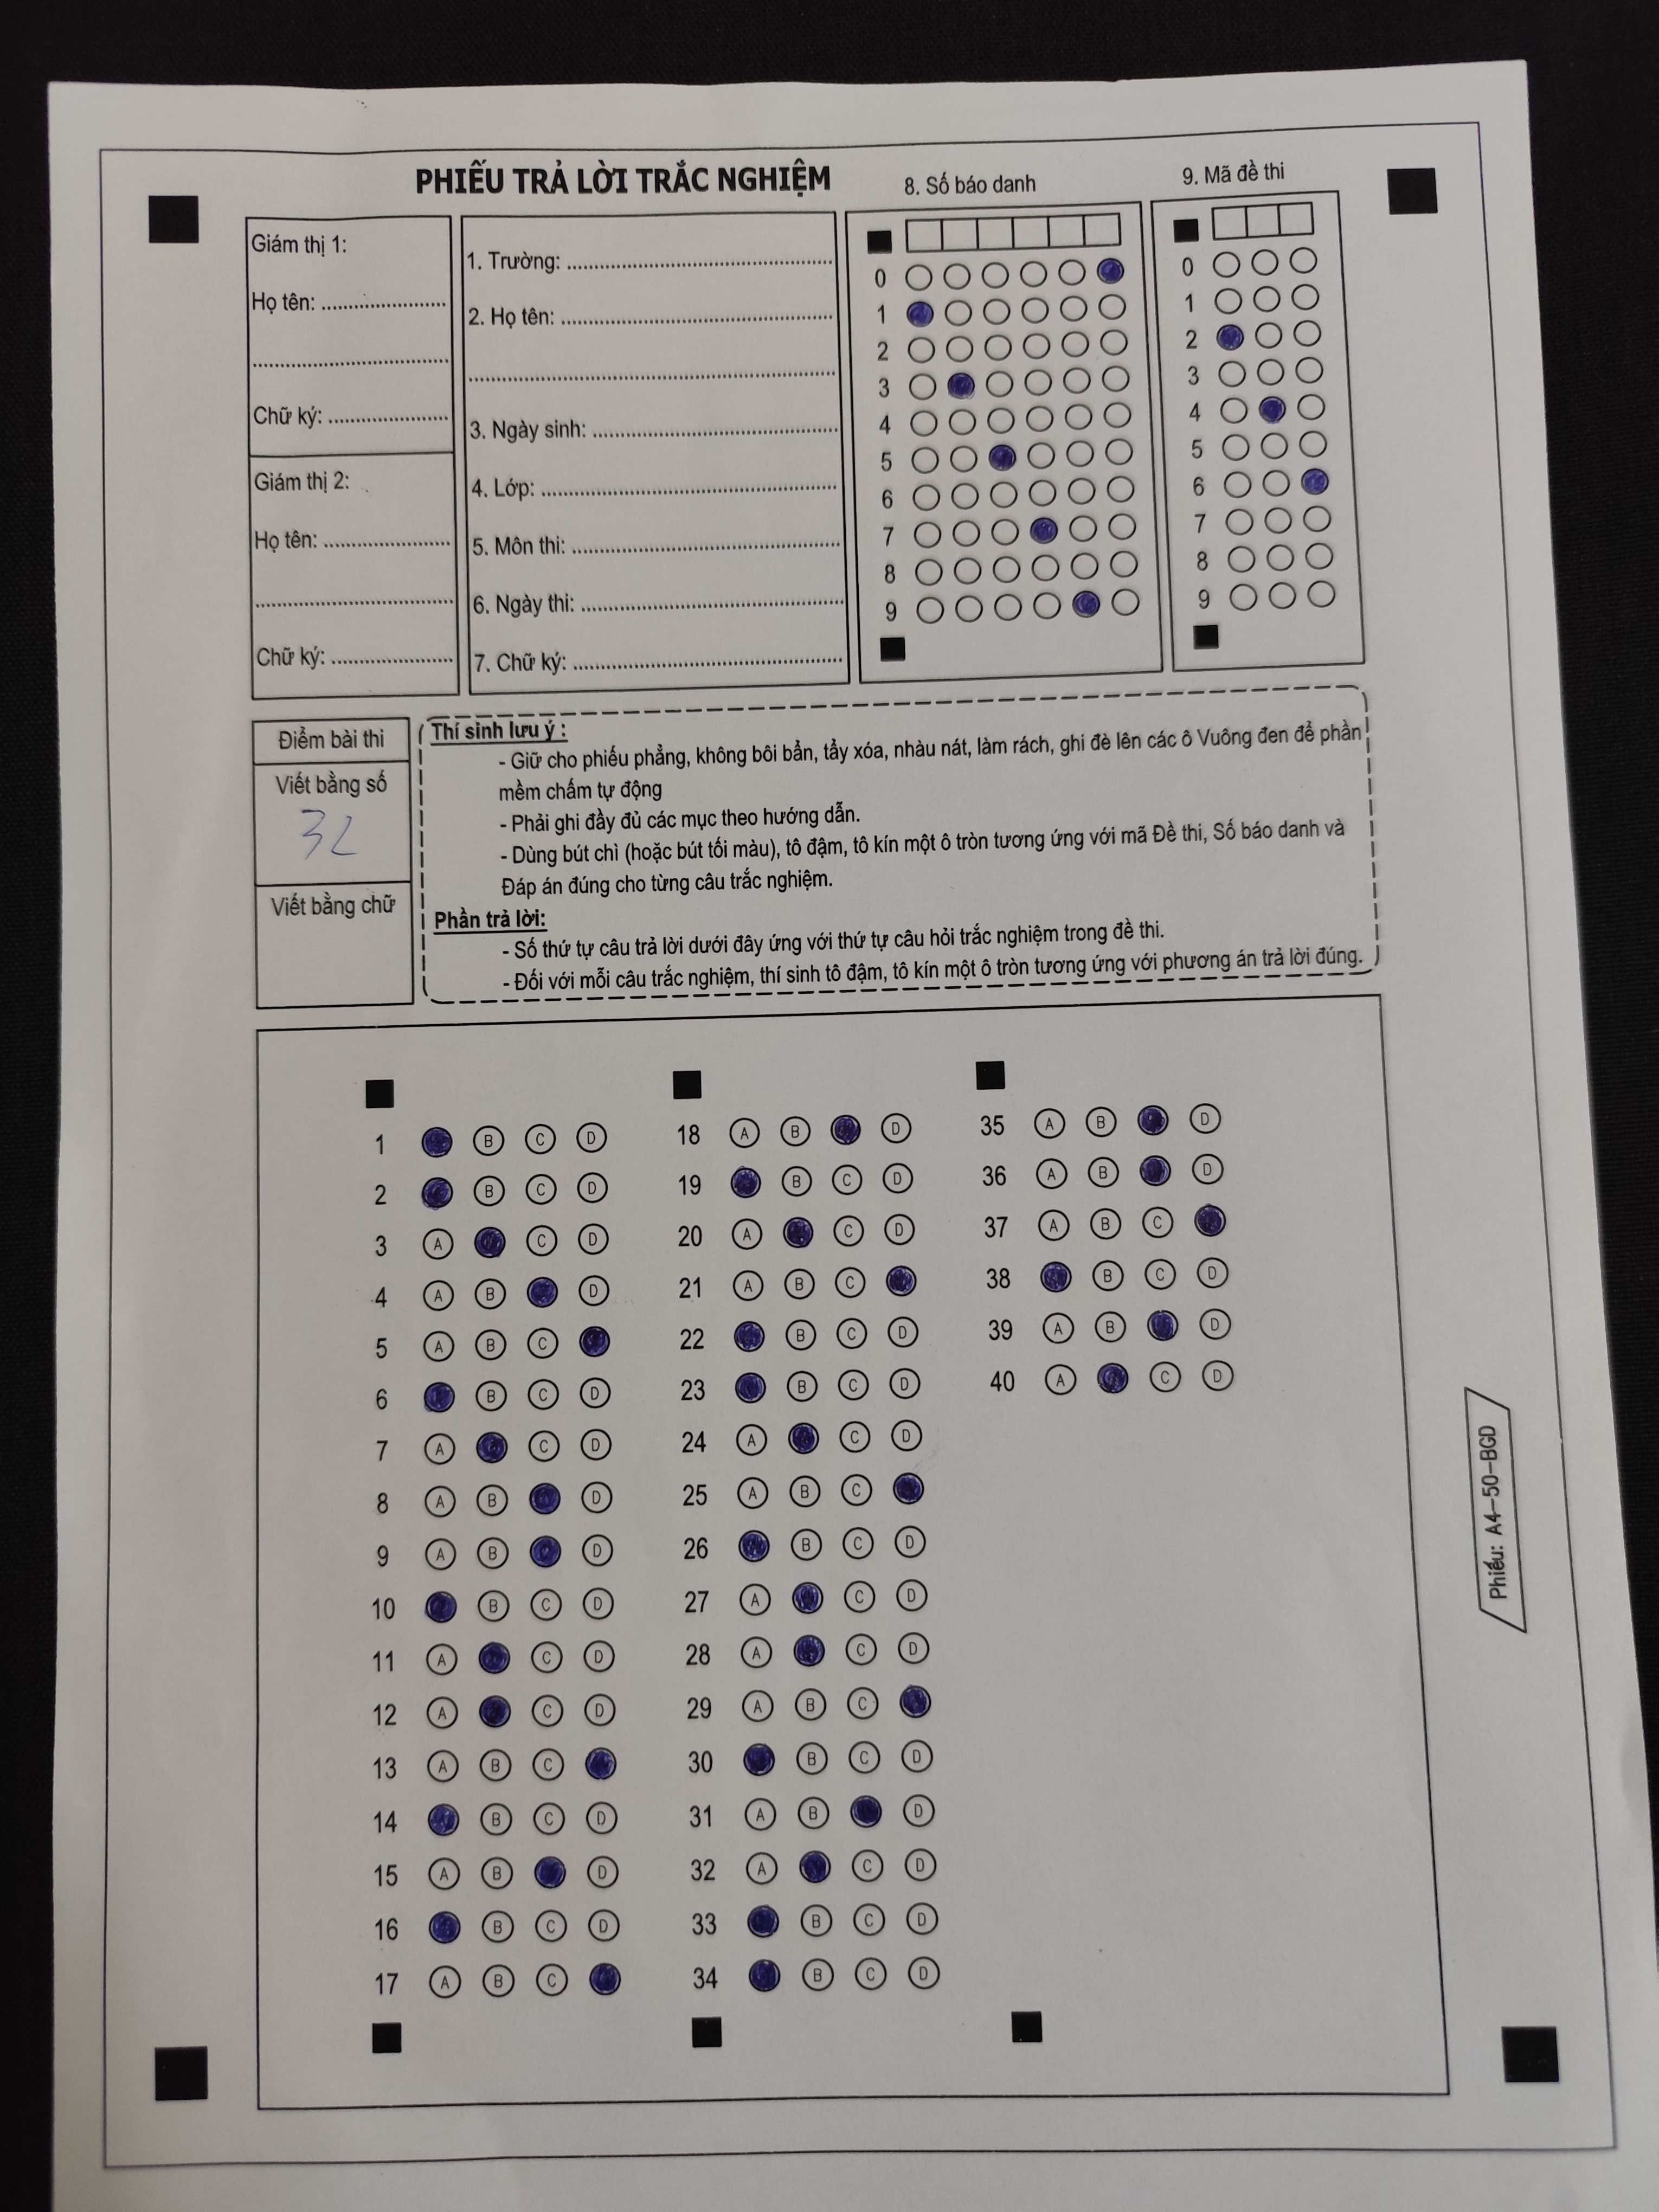 PHIẾU TRẢ LỜI TRẮC NGHIỆM
8. Số báo danh
9. Mã đề thi
Giám thị 1:
Họ tên: ......................
...................................
Chữ ký: .....................
Giám thị 2:
Họ tên: ......................
...................................
Chữ ký: .....................
1. Trường: ..............................................
2. Họ tên: ...............................................
................................................................
3. Ngày sinh: ..........................................
4. Lớp: ...................................................
5. Môn thi: ..............................................
6. Ngày thi: .............................................
7. Chữ ký: ..............................................
0
1
2
3
4
5
6
7
8
9
0
1
2
3
4
5
6
7
8
9
Điểm bài thi
Viết bằng số
32
Viết bằng chữ
Thí sinh lưu ý :
- Giữ cho phiếu phẳng, không bôi bẩn, tẩy xóa, nhàu nát, làm rách, ghi đè lên các ô Vuông đen để phần
mềm chấm tự động
- Phải ghi đầy đủ các mục theo hướng dẫn.
- Dùng bút chì (hoặc bút tối màu), tô đậm, tô kín một ô tròn tương ứng với mã Đề thi, Số báo danh và
Đáp án đúng cho từng câu trắc nghiệm.
Phần trả lời:
- Số thứ tự câu trả lời dưới đây ứng với thứ tự câu hỏi trắc nghiệm trong đề thi.
- Đối với mỗi câu trắc nghiệm, thí sinh tô đậm, tô kín một ô tròn tương ứng với phương án trả lời đúng.
1 B C D
2 B C D
3 A C D
4 A B D
5 A B C
6 B C D
7 A C D
8 A B D
9 A B D
10 B C D
11 A C D
12 A C D
13 A B C
14 B C D
15 A B D
16 B C D
17 A B C
18 A B D
19 B C D
20 A C D
21 A B C
22 B C D
23 B C D
24 A C D
25 A B C
26 B C D
27 A C D
28 A C D
29 A B C
30 B C D
31 A B D
32 A C D
33 B C D
34 B C D
35 A B D
36 A B D
37 A B C
38 B C D
39 A B D
40 A C D
Phiếu: A4-50-BGD